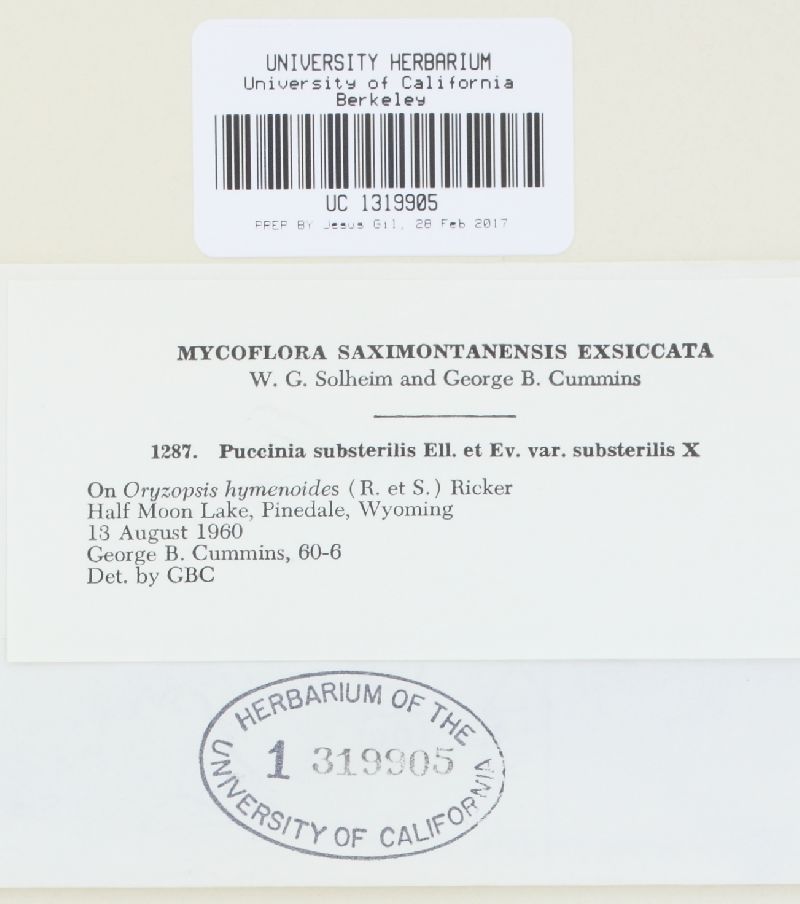 UNIVERSITY HERBARIUM
University of California
Berkeley
UC 1319905
PREP BY Jesus Gil, 28 Feb 2017
MYCOFLORA SAXIMONTANENSIS EXSICCATA
W. G. Solheim and George B. Cummins
1287. Puccinia substerilis Ell. et Ev. var. substerilis X
On Oryzopsis hymenoides (R. et S.) Ricker
Half Moon Lake, Pinedale, Wyoming
13 August 1960
George B. Cummins, 60-6
Det. by GBC
HERBARIUM OF THE
1 319905
UNIVERSITY OF CALIFORNIA